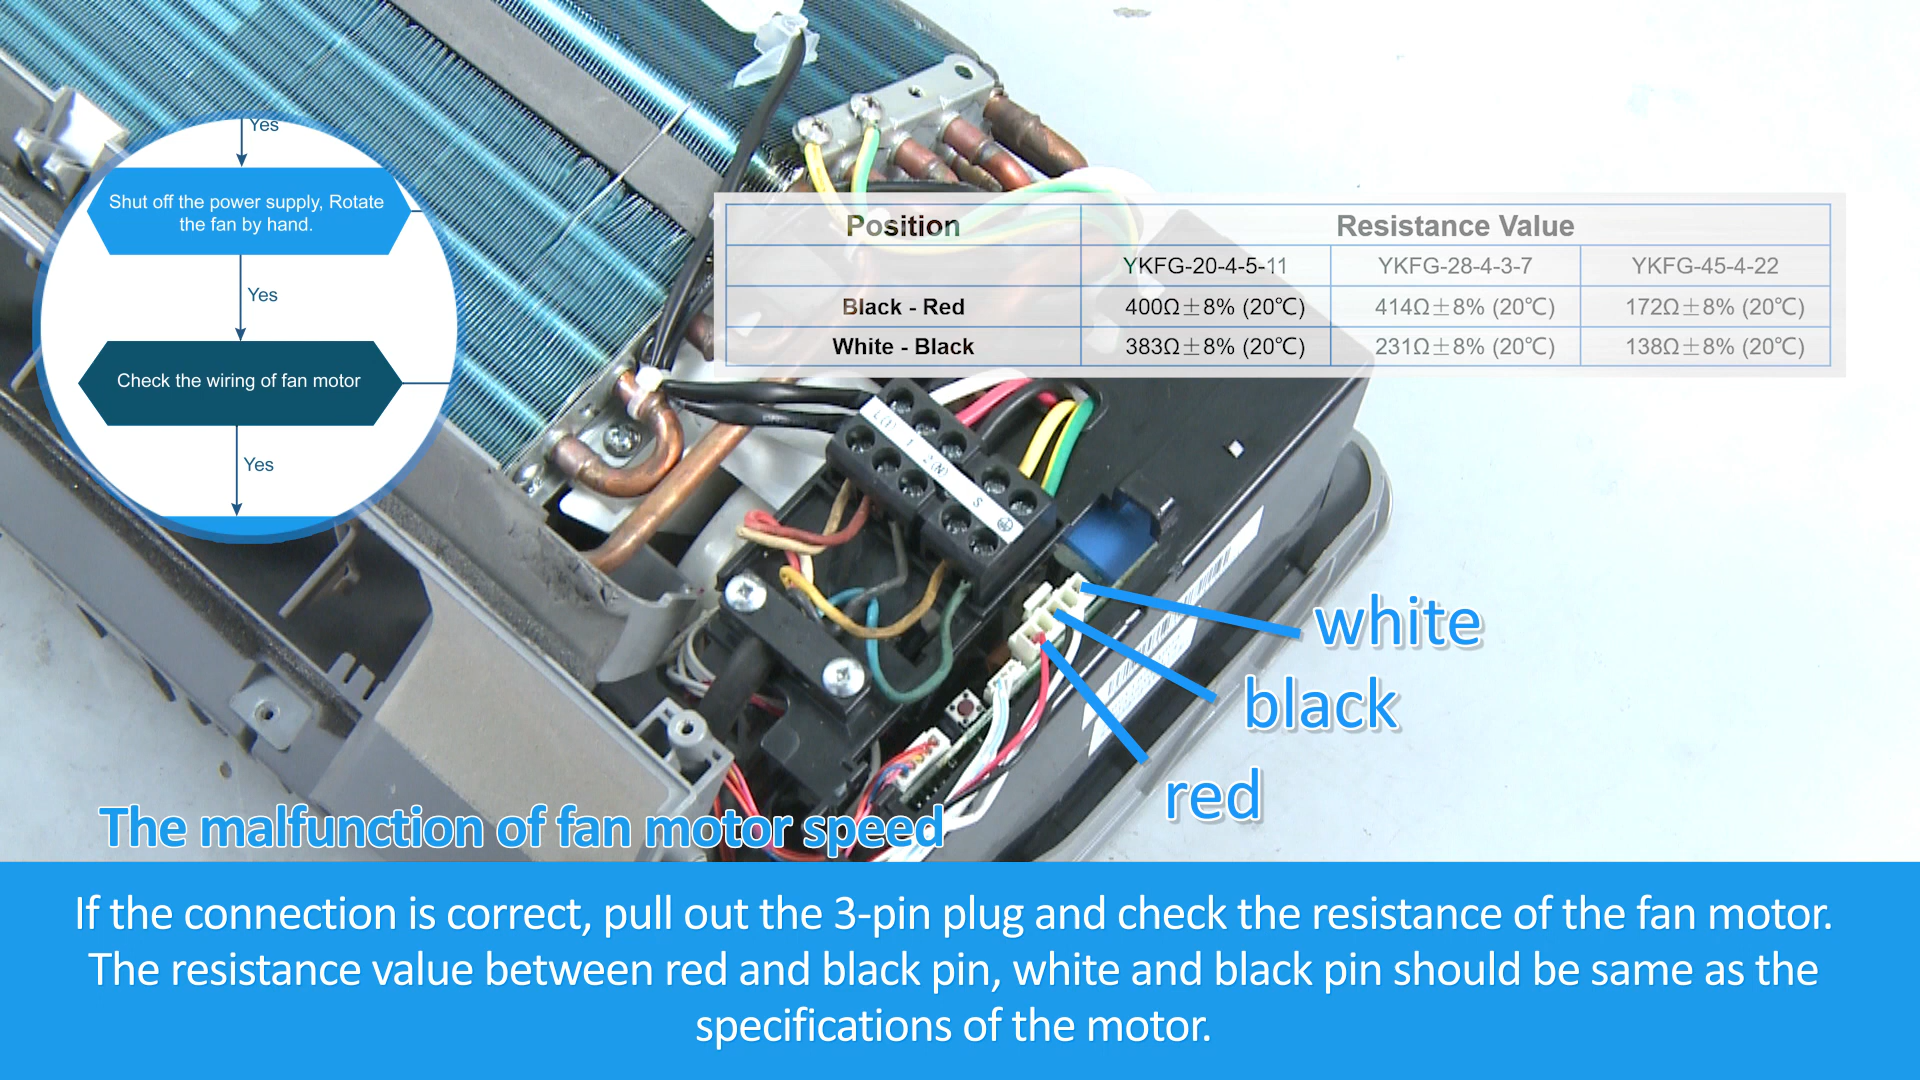 Yes
Shut off the power supply, Rotate
the fan by hand.
Yes
Check the wiring of fan motor
Yes
Position Resistance Value
YKFG-20-4-5-11 YKFG-28-4-3-7 YKFG-45-4-22
Black - Red 400Ω±8% (20℃) 414Ω±8% (20℃) 172Ω±8% (20℃)
White - Black 383Ω±8% (20℃) 231Ω±8% (20℃) 138Ω±8% (20℃)
L(1) 1 2(N) S
white
black
red
The malfunction of fan motor speed
If the connection is correct, pull out the 3-pin plug and check the resistance of the fan motor.
The resistance value between red and black pin, white and black pin should be same as the
specifications of the motor.